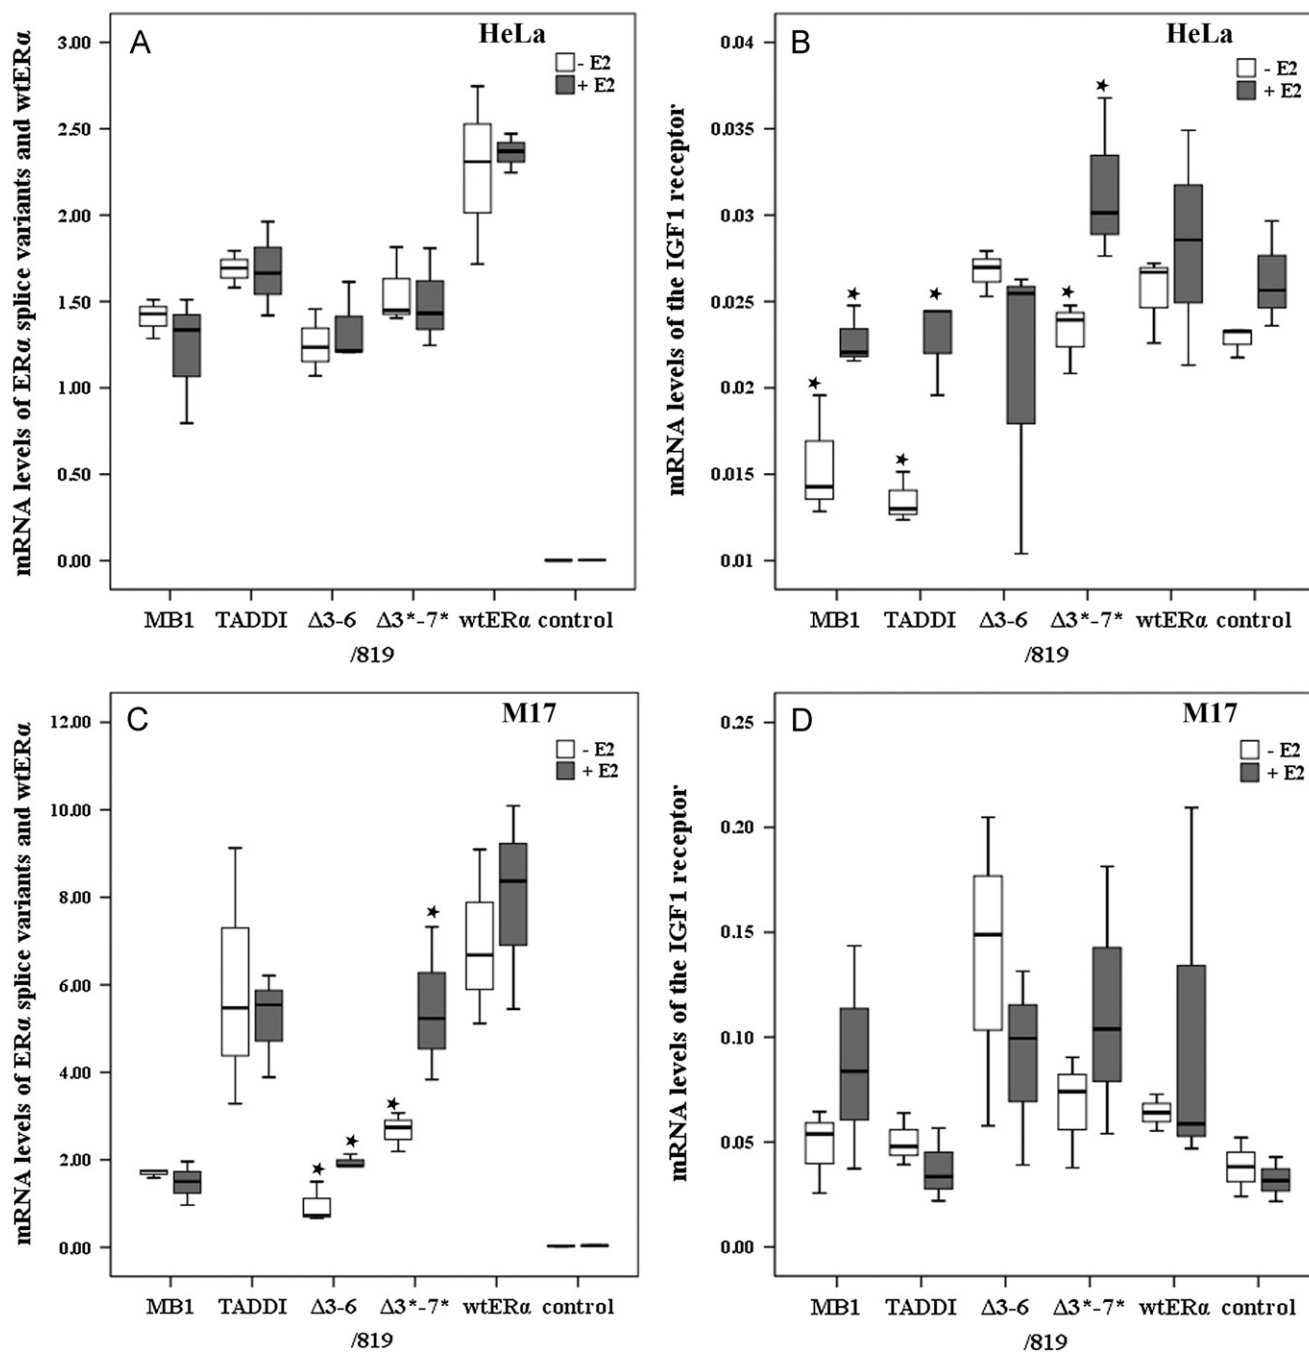 A
HeLa
- E2
+ E2
mRNA levels of ERα splice variants and wtERα
3.00
2.50
2.00
1.50
1.00
0.50
0.00
MB1 TADDI Δ3-6 Δ3*-7* wtERα control
/819
B
HeLa
- E2
+ E2
mRNA levels of the IGF1 receptor
0.04
0.035
0.03
0.025
0.02
0.015
0.01
MB1 TADDI Δ3-6 Δ3*-7* wtERα control
/819
C
M17
- E2
+ E2
mRNA levels of ERα splice variants and wtERα
12.00
10.00
8.00
6.00
4.00
2.00
0.00
MB1 TADDI Δ3-6 Δ3*-7* wtERα control
/819
D
M17
- E2
+ E2
mRNA levels of the IGF1 receptor
0.25
0.20
0.15
0.10
0.05
0.00
MB1 TADDI Δ3-6 Δ3*-7* wtERα control
/819